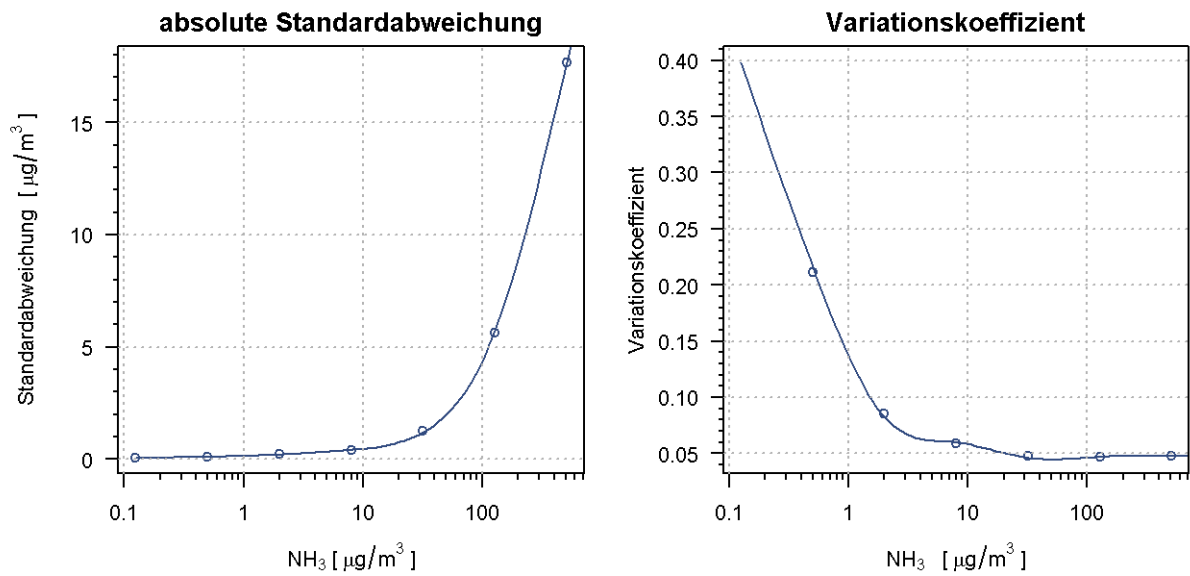 absolute Standardabweichung
Standardabweichung [ μg/m³ ]
15
10
5
0
0.1 1 10 100
NH₃ [ μg/m³ ]
Variationskoeffizient
Variationskoeffizient
0.40
0.35
0.30
0.25
0.20
0.15
0.10
0.05
0.1 1 10 100
NH₃ [ μg/m³ ]